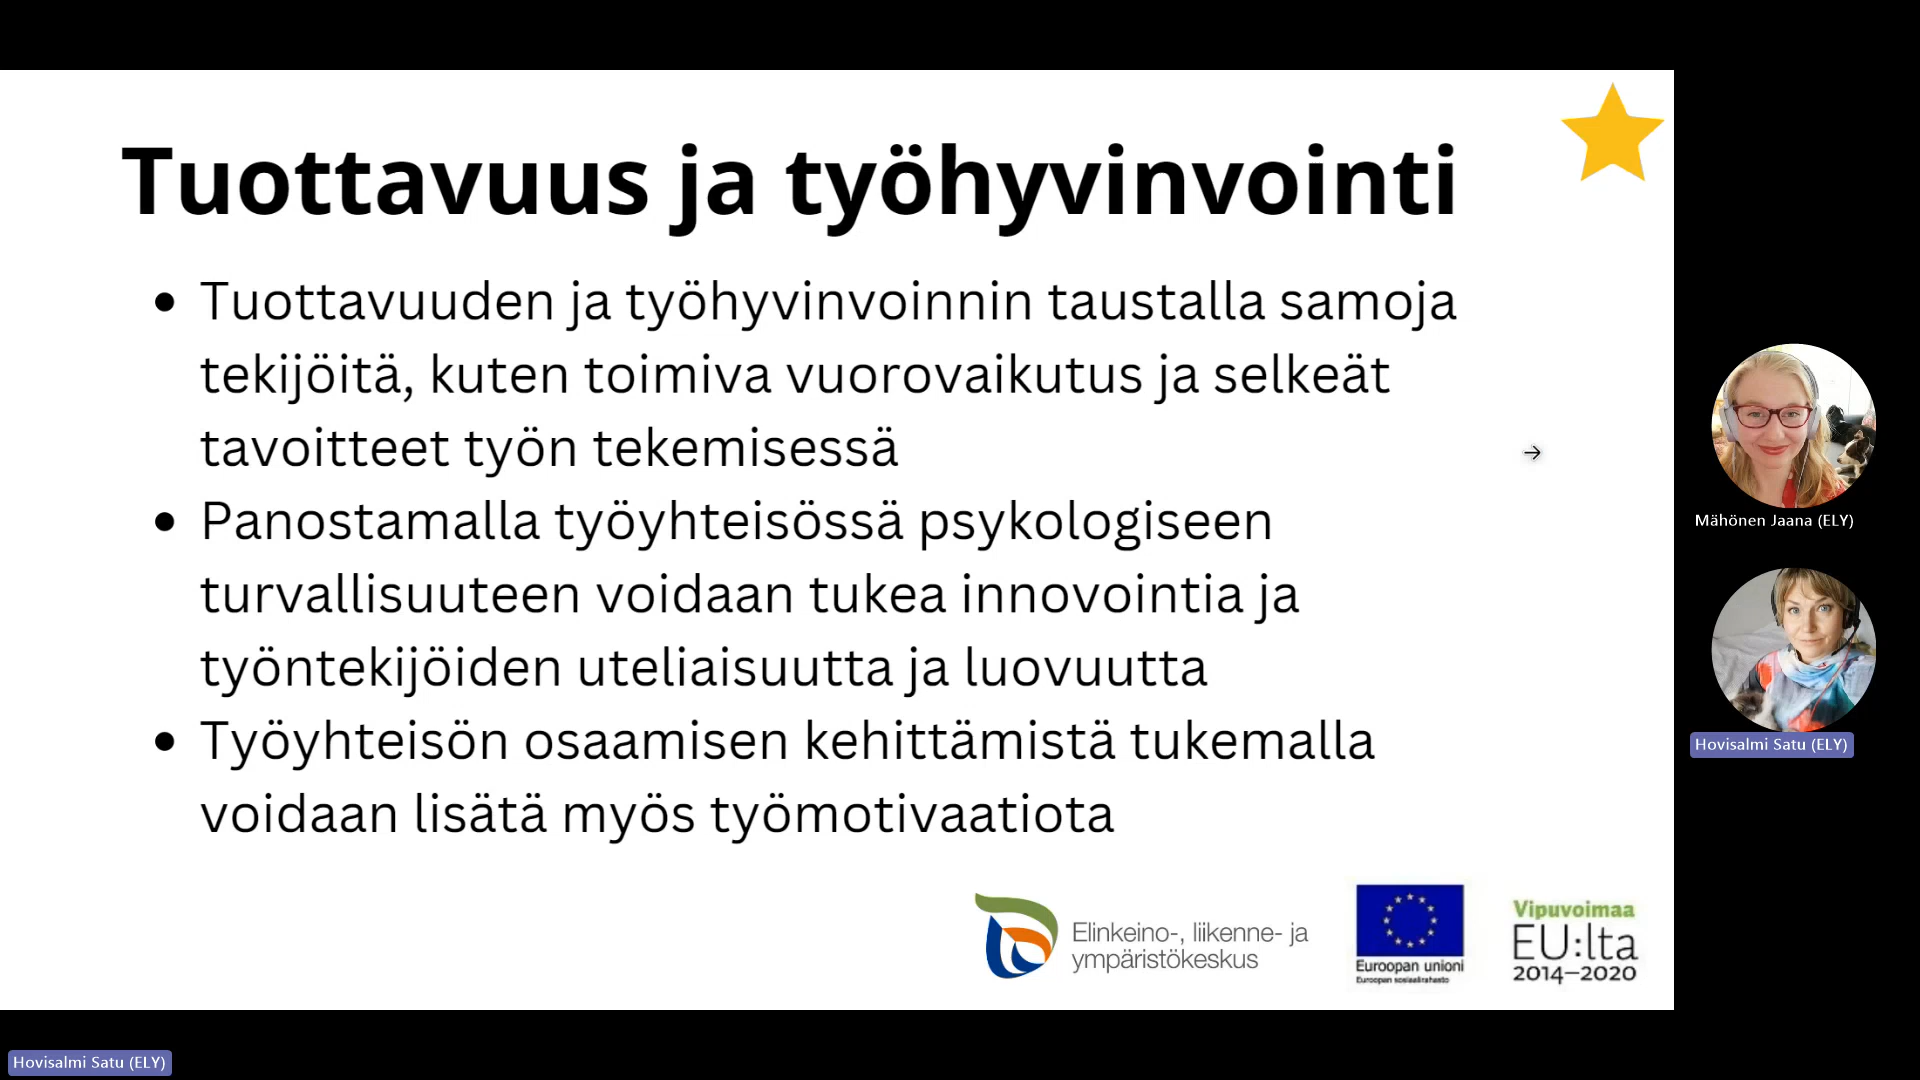 Tuottavuus ja työhyvinvointi
• Tuottavuuden ja työhyvinvoinnin taustalla samoja
tekijöitä, kuten toimiva vuorovaikutus ja selkeät
tavoitteet työn tekemisessä
• Panostamalla työyhteisössä psykologiseen
turvallisuuteen voidaan tukea innovointia ja
työntekijöiden uteliaisuutta ja luovuutta
• Työyhteisön osaamisen kehittämistä tukemalla
voidaan lisätä myös työmotivaatiota
Elinkeino-, liikenne- ja
ympäristökeskus
Euroopan unioni
Euroopan sosiaalirahasto
Vipuvoimaa
EU:lta
2014–2020
Mähönen Jaana (ELY)
Hovisalmi Satu (ELY)
Hovisalmi Satu (ELY)